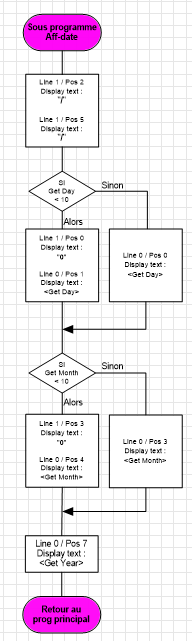 Sous programme
Aff-date
Line 1 / Pos 2
Display text :
"/"
Line 1 / Pos 5
Display text :
"/"
SI
Get Day
< 10
Sinon
Alors
Line 1 / Pos 0
Display text :
"0"
Line 0 / Pos 1
Display text :
<Get Day>
Line 0 / Pos 0
Display text :
<Get Day>
SI
Get Month
< 10
Sinon
Alors
Line 1 / Pos 3
Display text :
"0"
Line 0 / Pos 4
Display text :
<Get Month>
Line 0 / Pos 3
Display text :
<Get Month>
Line 0 / Pos 7
Display text :
<Get Year>
Retour au
prog principal